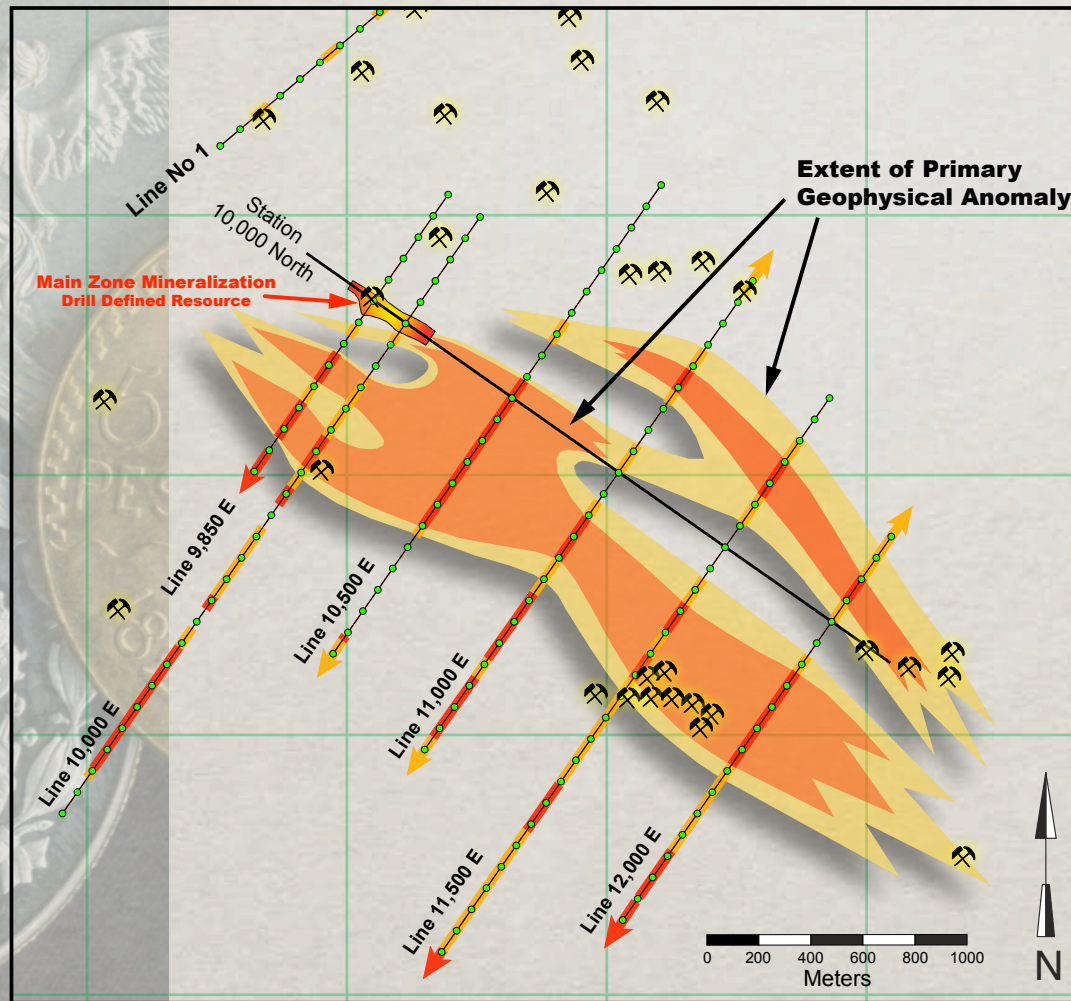 Line No 1
Extent of Primary
Geophysical Anomaly
Station
10,000 North
Main Zone Mineralization
Drill Defined Resource
Line 9,850 E
Line 10,000 E
Line 10,500 E
Line 11,000 E
Line 11,500 E
Line 12,000 E
0 200 400 600 800 1000
Meters
N